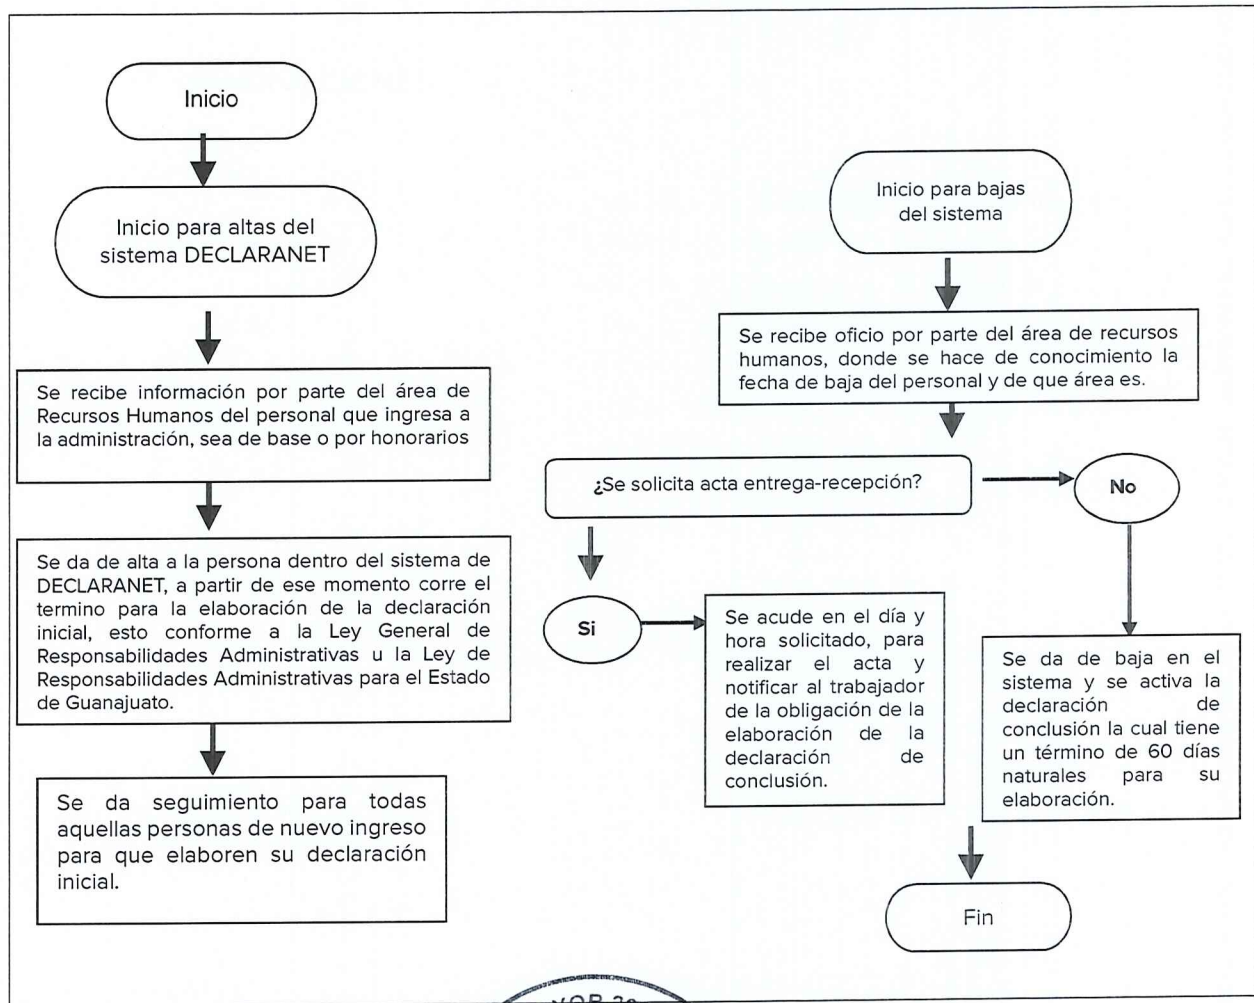 Inicio
Inicio para altas del
sistema DECLARANET
Se recibe información por parte del área de
Recursos Humanos del personal que ingresa a
la administración, sea de base o por honorarios
Se da de alta a la persona dentro del sistema de
DECLARANET, a partir de ese momento corre el
termino para la elaboración de la declaración
inicial, esto conforme a la Ley General de
Responsabilidades Administrativas u la Ley de
Responsabilidades Administrativas para el Estado
de Guanajuato.
Se da seguimiento para todas
aquellas personas de nuevo ingreso
para que elaboren su declaración
inicial.
Inicio para bajas
del sistema
Se recibe oficio por parte del área de recursos
humanos, donde se hace de conocimiento la
fecha de baja del personal y de que área es.
¿Se solicita acta entrega-recepción?
No
Si
Se acude en el día y
hora solicitado, para
realizar el acta y
notificar al trabajador
de la obligación de la
elaboración de la
declaración de
conclusión.
Se da de baja en el
sistema y se activa la
declaración de
conclusión la cual tiene
un término de 60 días
naturales para su
elaboración.
Fin